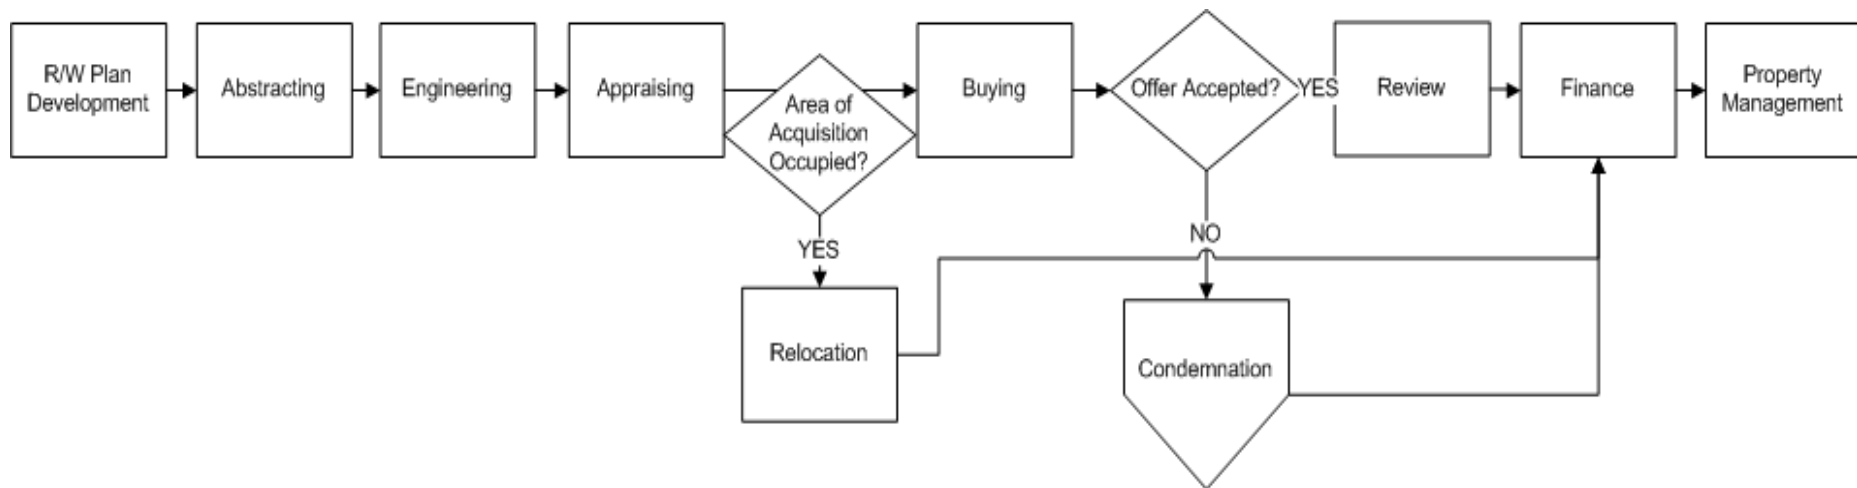 R/W Plan
Development
Abstracting
Engineering
Appraising
Area of
Acquisition
Occupied?
YES
Relocation
Buying
Offer Accepted?
YES
NO
Condemnation
Review
Finance
Property
Management